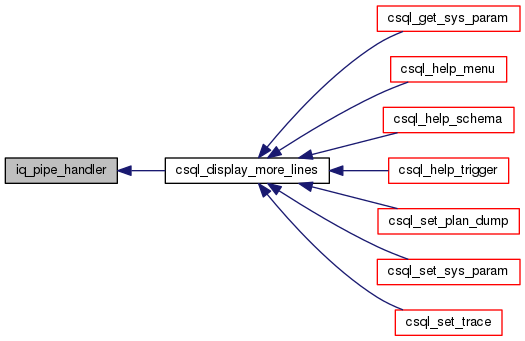 csql_get_sys_param
csql_help_menu
csql_help_schema
iq_pipe_handler
csql_display_more_lines
csql_help_trigger
csql_set_plan_dump
csql_set_sys_param
csql_set_trace